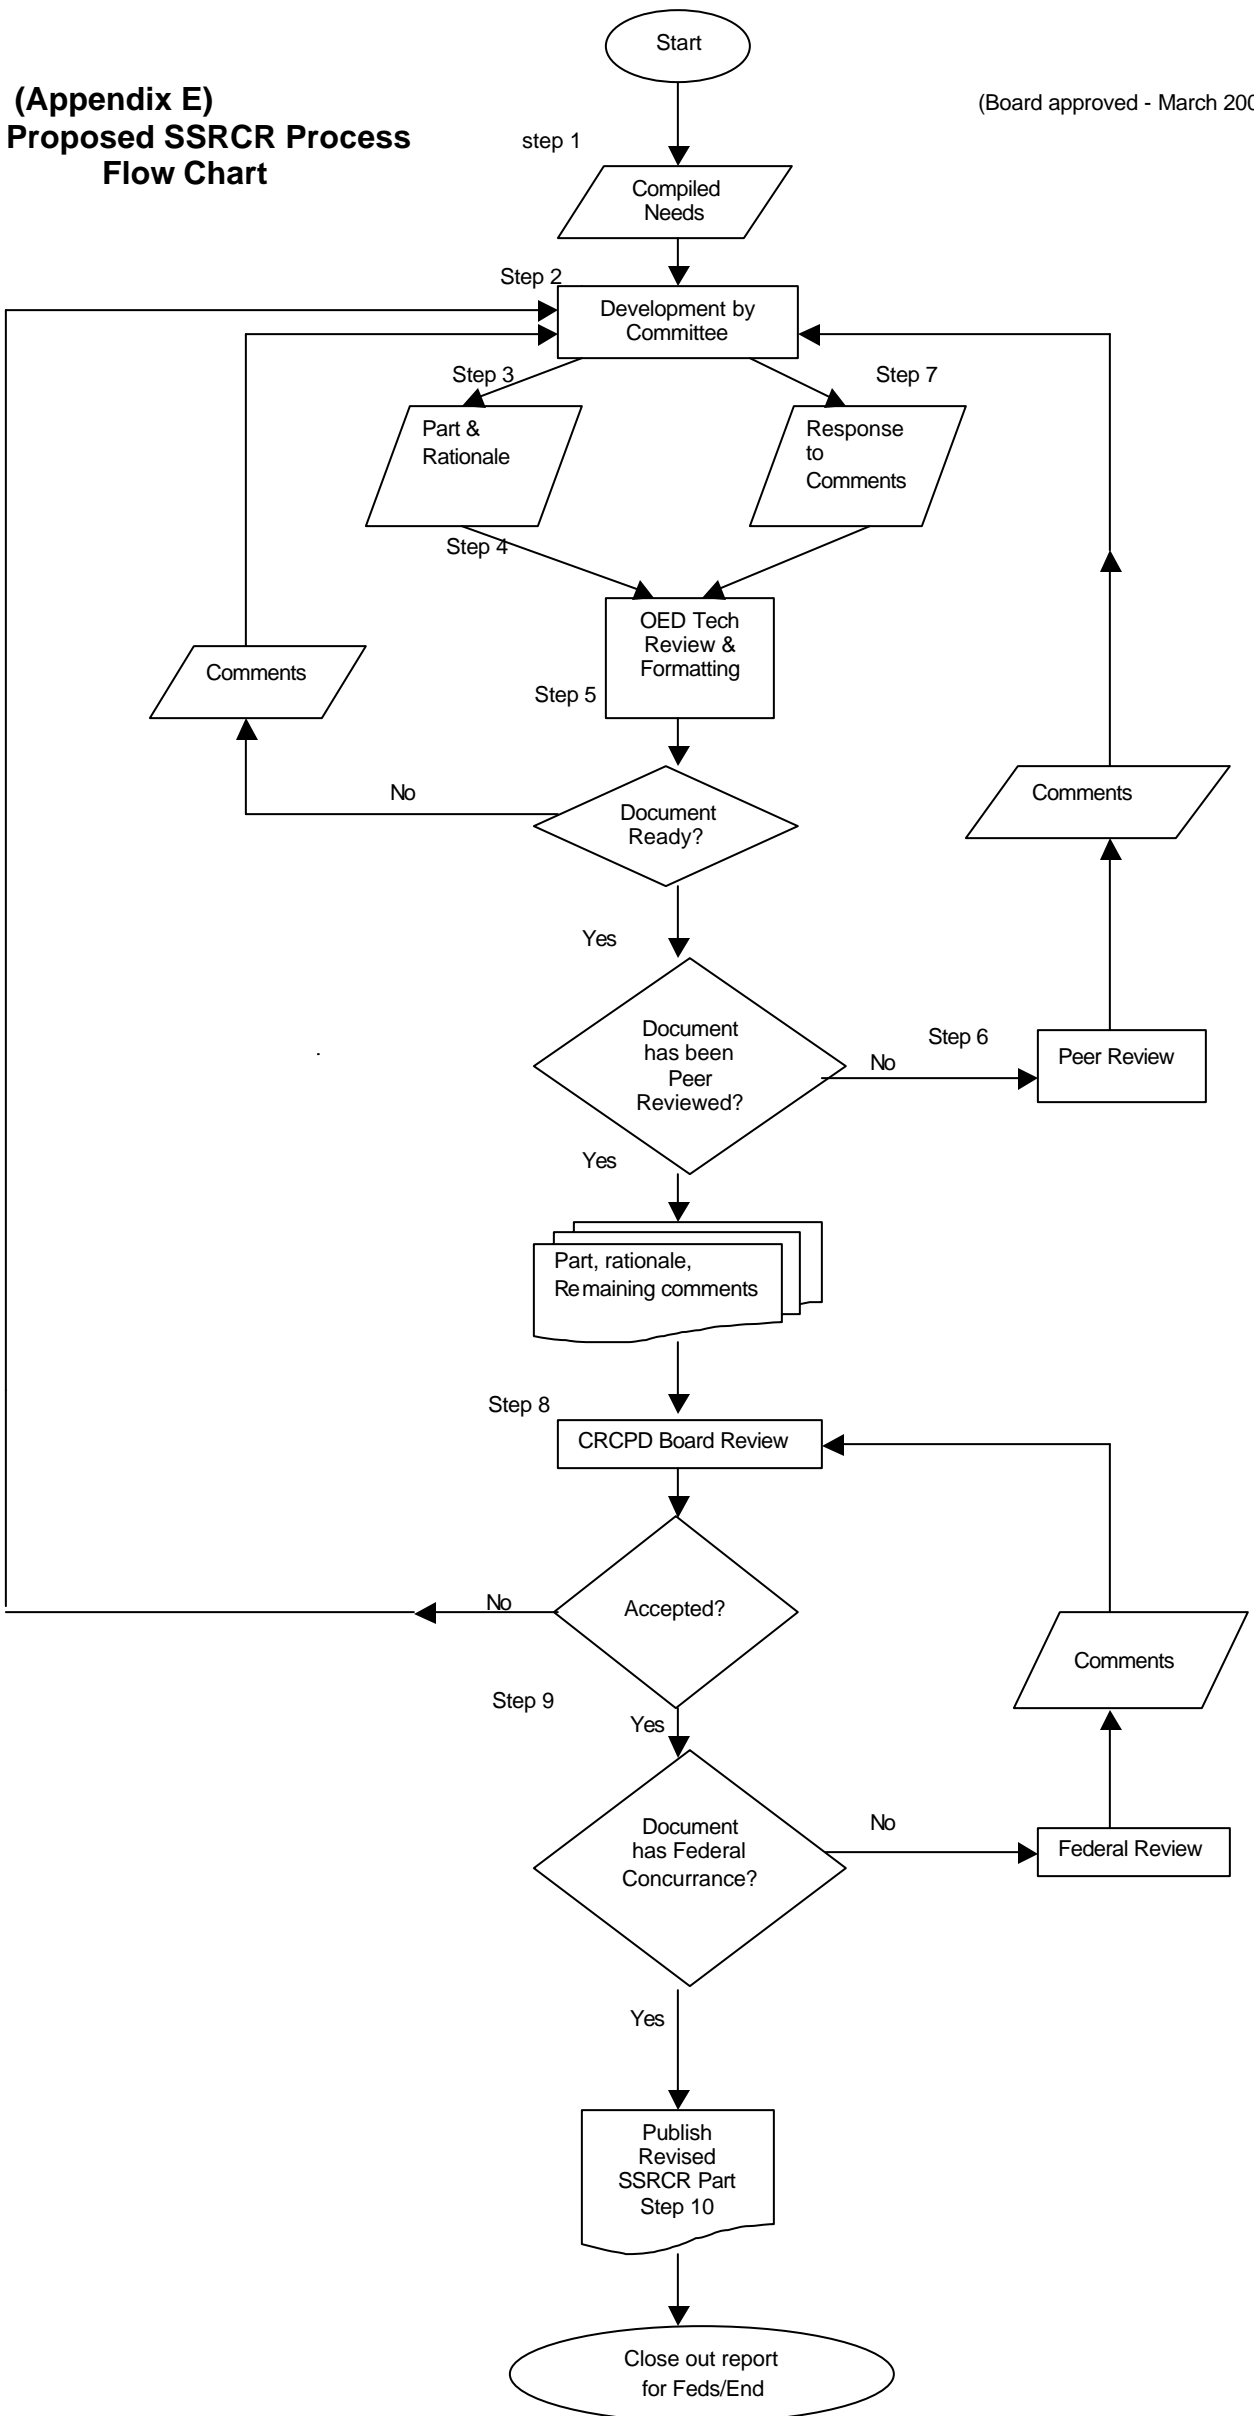 Start
(Appendix E)
Proposed SSRCR Process
Flow Chart
(Board approved - March 200
step 1
Compiled
Needs
Step 2
Development by
Committee
Step 3
Step 7
Part &
Rationale
Response
to
Comments
Step 4
OED Tech
Review &
Formatting
Comments
Step 5
No
Document
Ready?
Comments
Yes
Document
has been
Peer
Reviewed?
No
Step 6
Peer Review
Yes
Part, rationale,
Remaining comments
Step 8
CRCPD Board Review
No
Accepted?
Comments
Step 9
Yes
Document
has Federal
Concurrance?
No
Federal Review
Yes
Publish
Revised
SSRCR Part
Step 10
Close out report
for Feds/End